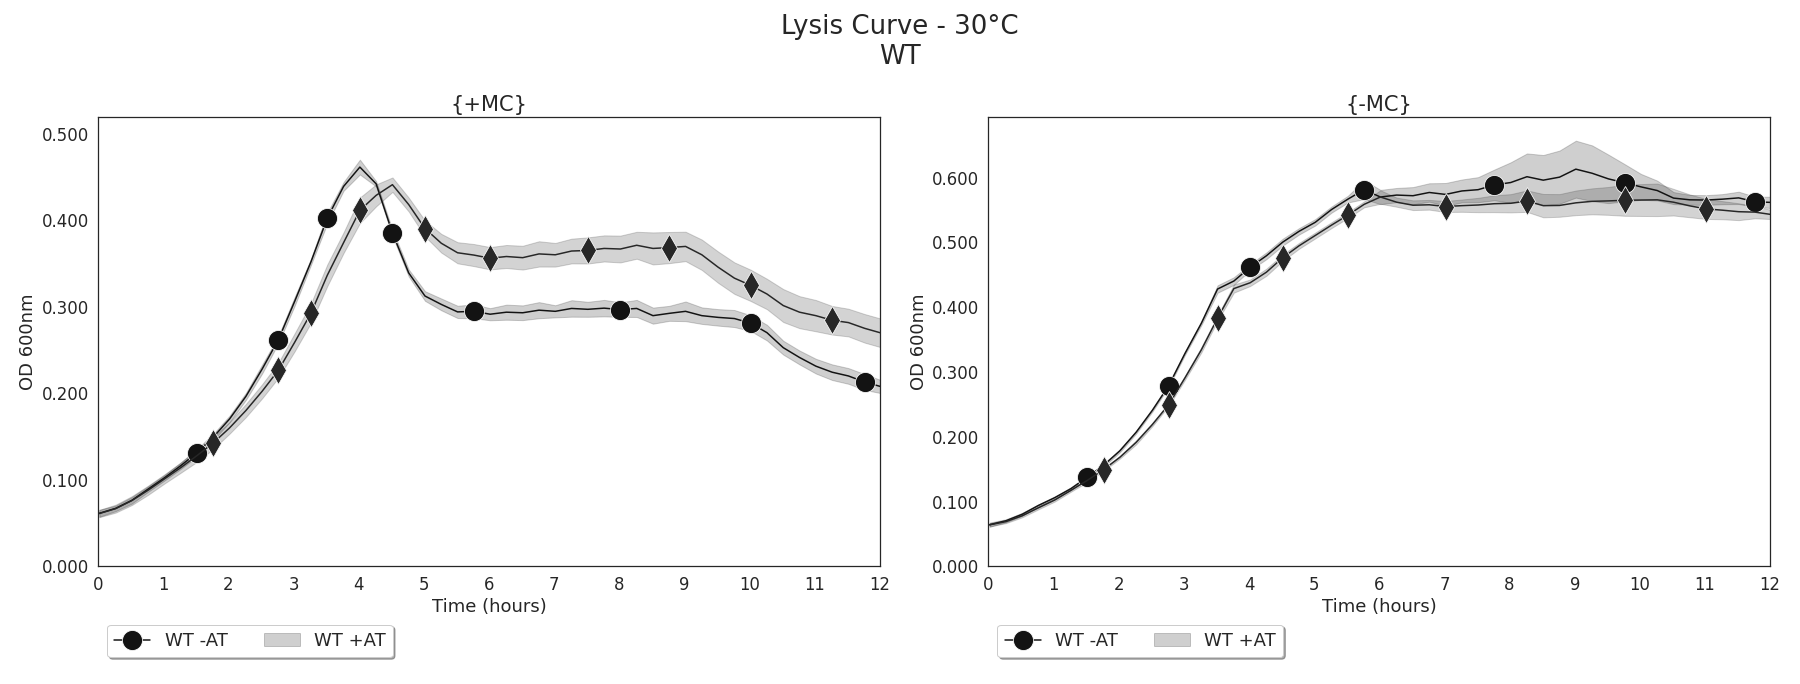 Lysis Curve - 30°C
WT
{+MC}
0.500
0.400
0.300
0.200
0.100
0.000
OD 600nm
0 1 2 3 4 5 6 7 8 9 10 11 12
Time (hours)
WT -AT WT +AT
{-MC}
0.600
0.500
0.400
0.300
0.200
0.100
0.000
OD 600nm
0 1 2 3 4 5 6 7 8 9 10 11 12
Time (hours)
WT -AT WT +AT